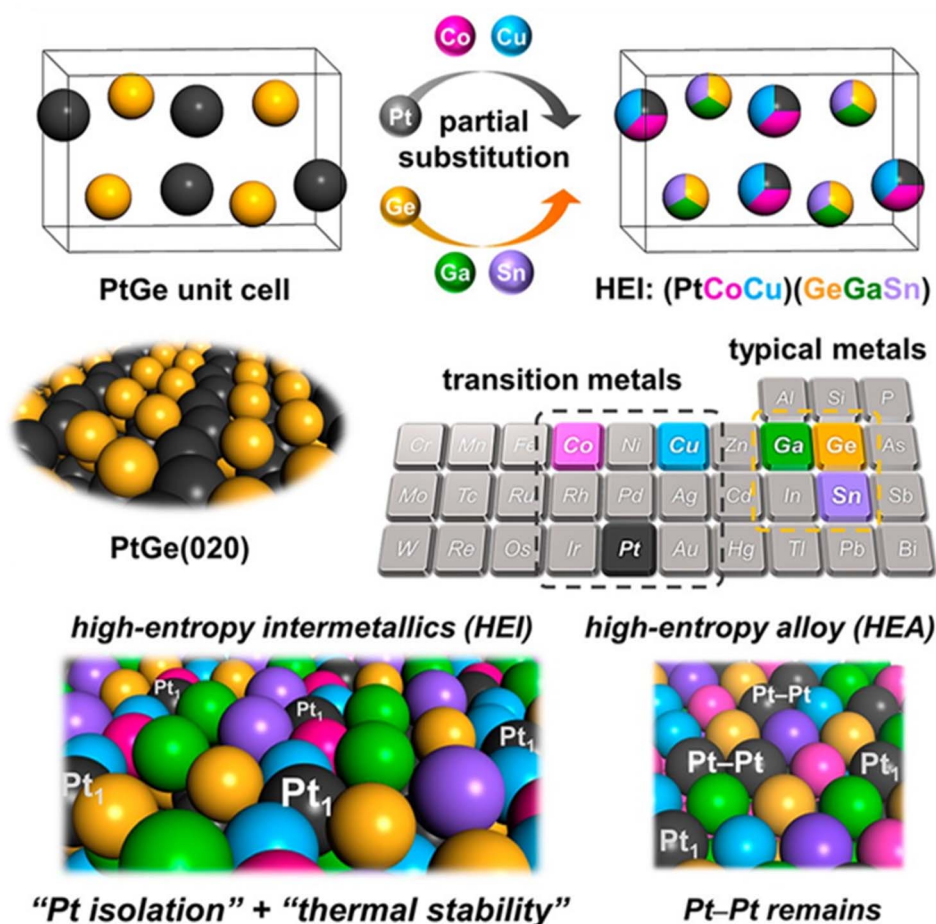 Co Cu
Pt
partial
substitution
Ge
Ga Sn
PtGe unit cell
HEI: (PtCoCu)(GeGaSn)
PtGe(020)
transition metals
typical metals
Al Si P
Cr Mn Fe Co Ni Cu Zn Ga Ge As
Mo Tc Ru Rh Pd Ag Cd In Sn Sb
W Re Os Ir Pt Au Hg Tl Pb Bi
high-entropy intermetallics (HEI)
Pt₁
Pt₁
Pt₁
Pt₁
Pt₁
“Pt isolation” + “thermal stability”
high-entropy alloy (HEA)
Pt–Pt
Pt–Pt
Pt₁
Pt₁
Pt–Pt remains